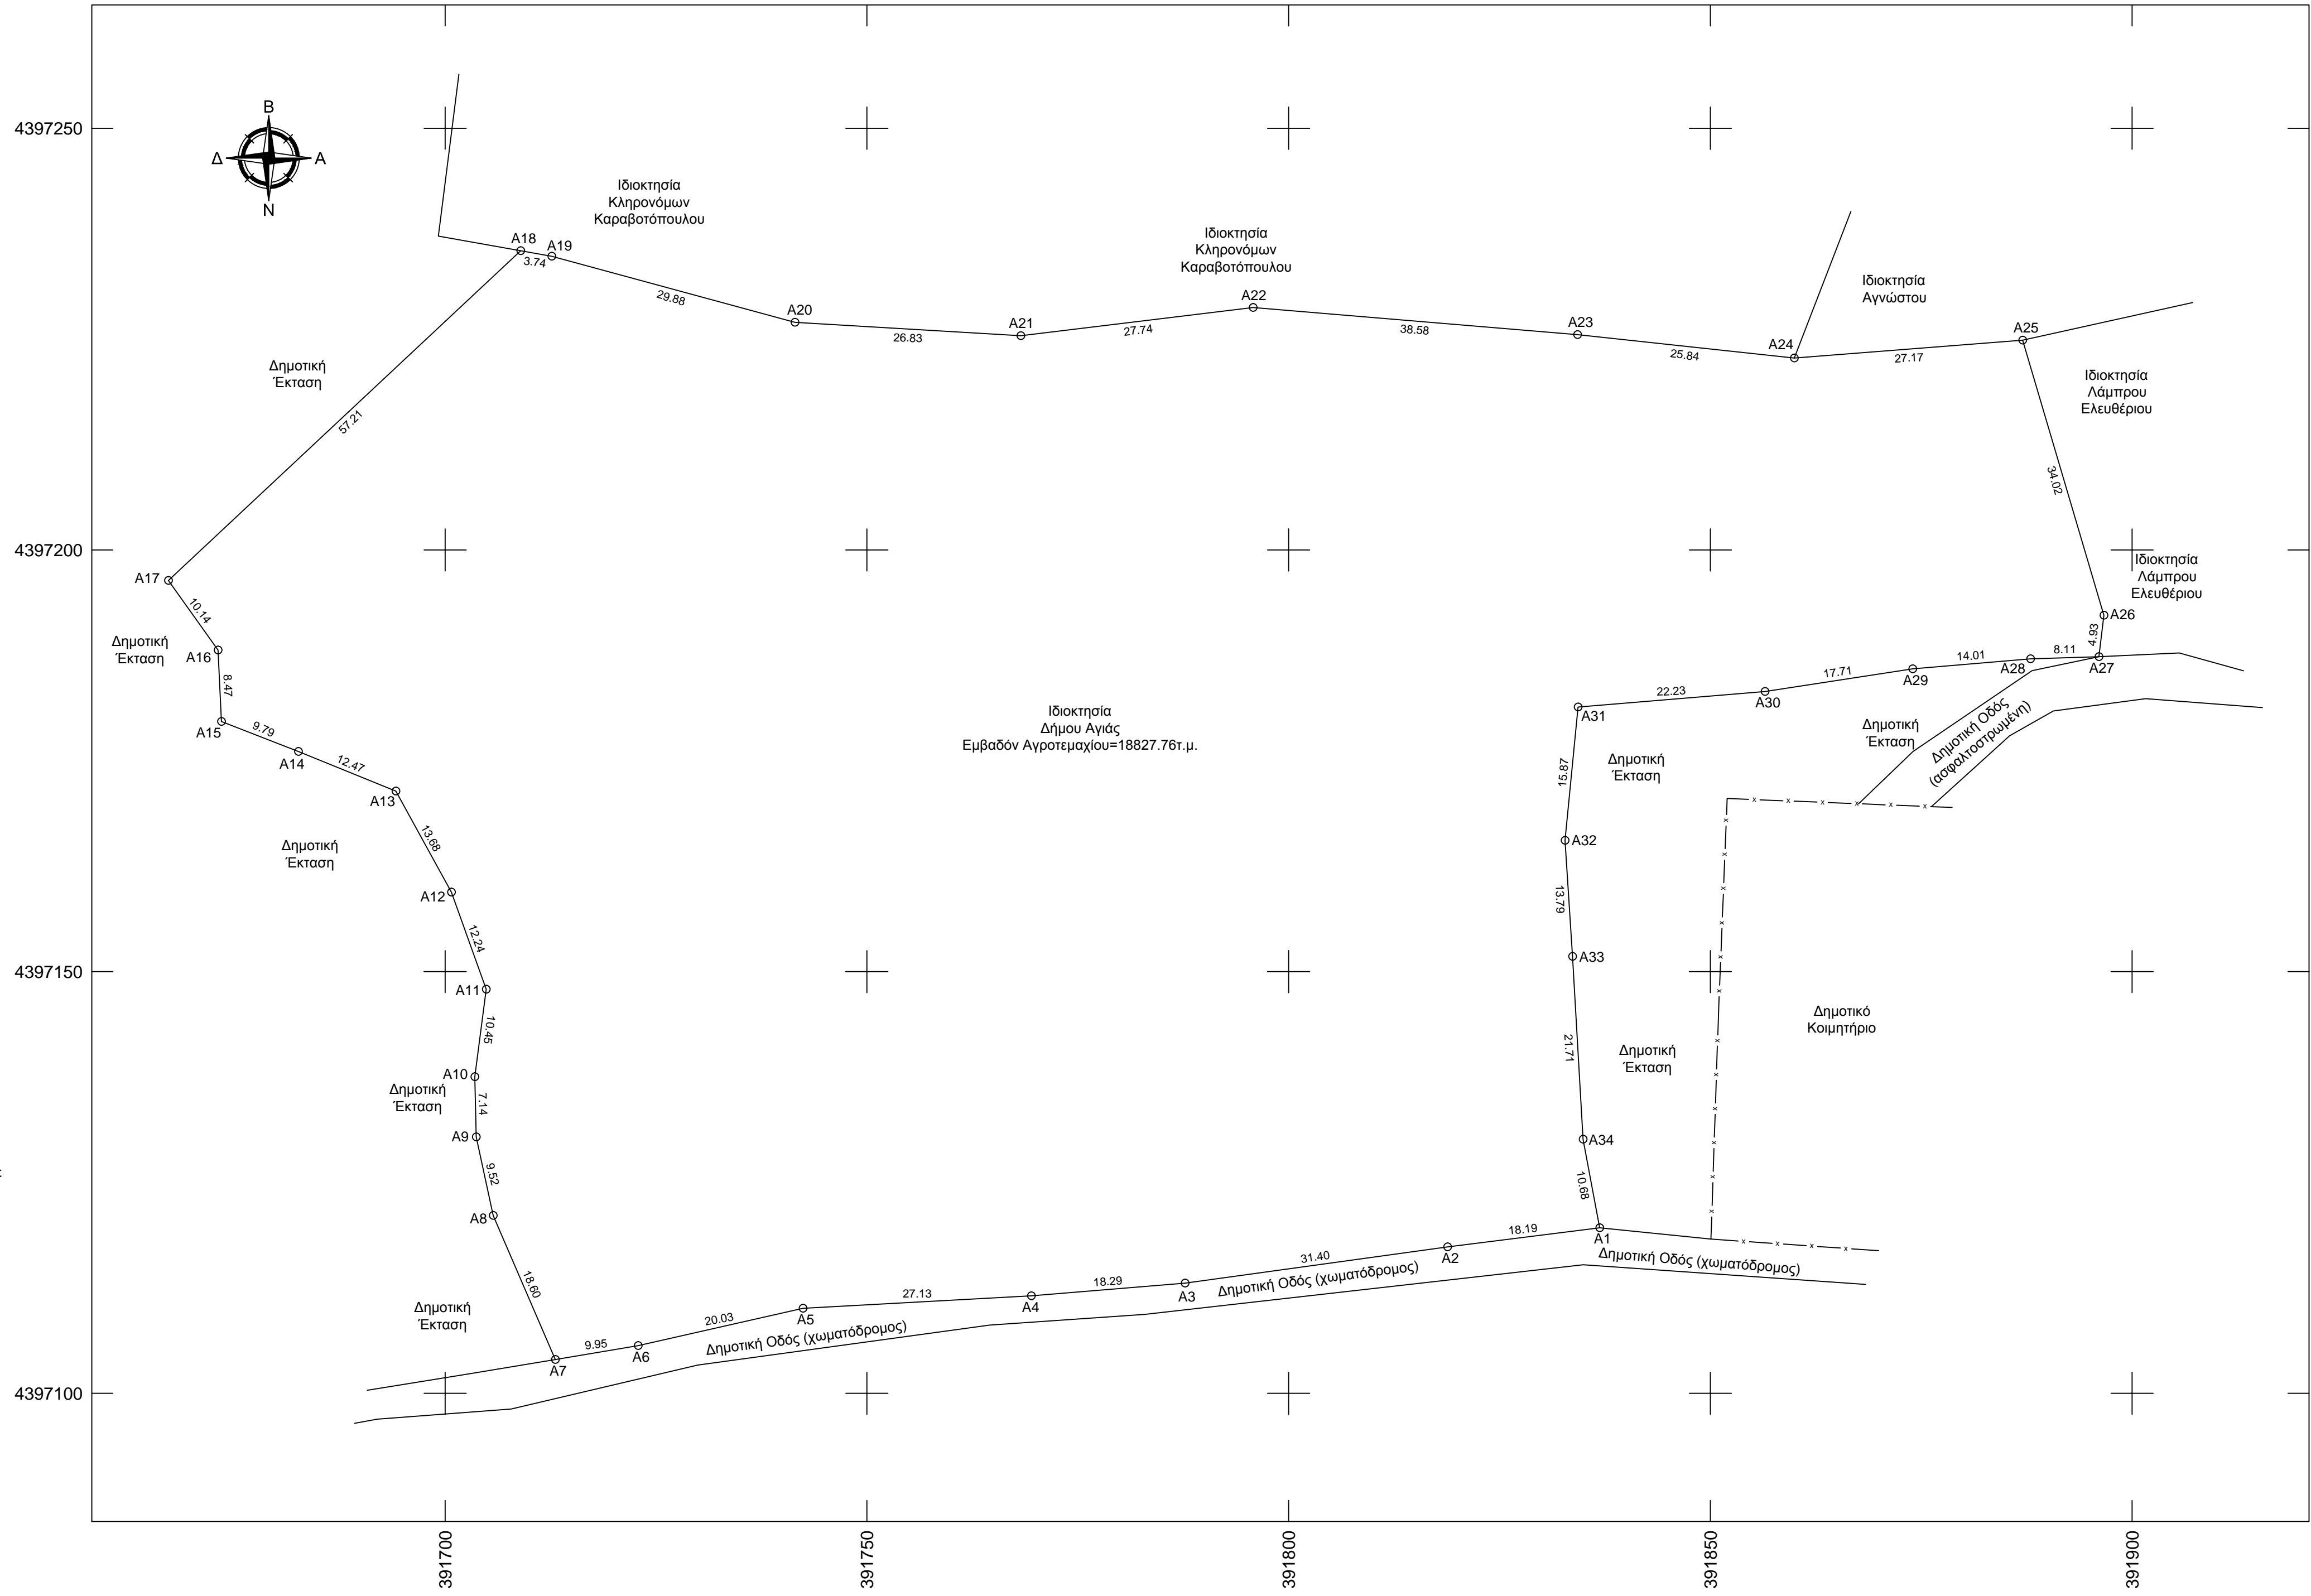 4397250
Β
Δ
Α
Ν
Ιδιοκτησία
Κληρονόμων
Καραβοτόπουλου
Ιδιοκτησία
Κληρονόμων
Καραβοτόπουλου
Ιδιοκτησία
Αγνώστου
A18
A19
3.74
29.88
A20
26.83
A21
27.74
A22
38.58
A23
25.84
A24
27.17
A25
Δημοτική
Έκταση
57.21
Ιδιοκτησία
Λάμπρου
Ελευθέριου
34.02
4397200
A17
10.14
Δημοτική
Έκταση
A16
8.47
A15
9.79
A14
12.47
A13
Ιδιοκτησία
Λάμπρου
Ελευθέριου
A26
4.93
8.11
A27
A28
14.01
A29
17.71
A30
22.23
A31
Ιδιοκτησία
Δήμου Αγιάς
Εμβαδόν Αγροτεμαχίου=18827.76τ.μ.
Δημοτική
Έκταση
Δημοτική Οδός
(ασφαλτοστρωμένη)
Δημοτική
Έκταση
15.87
A32
13.79
A33
Δημοτική
Έκταση
13.68
A12
12.24
A11
4397150
10.45
A10
7.14
Δημοτική
Έκταση
A9
9.52
A8
18.60
21.71
Δημοτική
Έκταση
Δημοτικό
Κοιμητήριο
A34
10.68
A1
18.19
A2
31.40
A3
18.29
A4
27.13
A5
20.03
A6
9.95
A7
Δημοτική
Έκταση
Δημοτική Οδός (χωματόδρομος)
Δημοτική Οδός (χωματόδρομος)
Δημοτική Οδός (χωματόδρομος)
4397100
391700
391750
391800
391850
391900